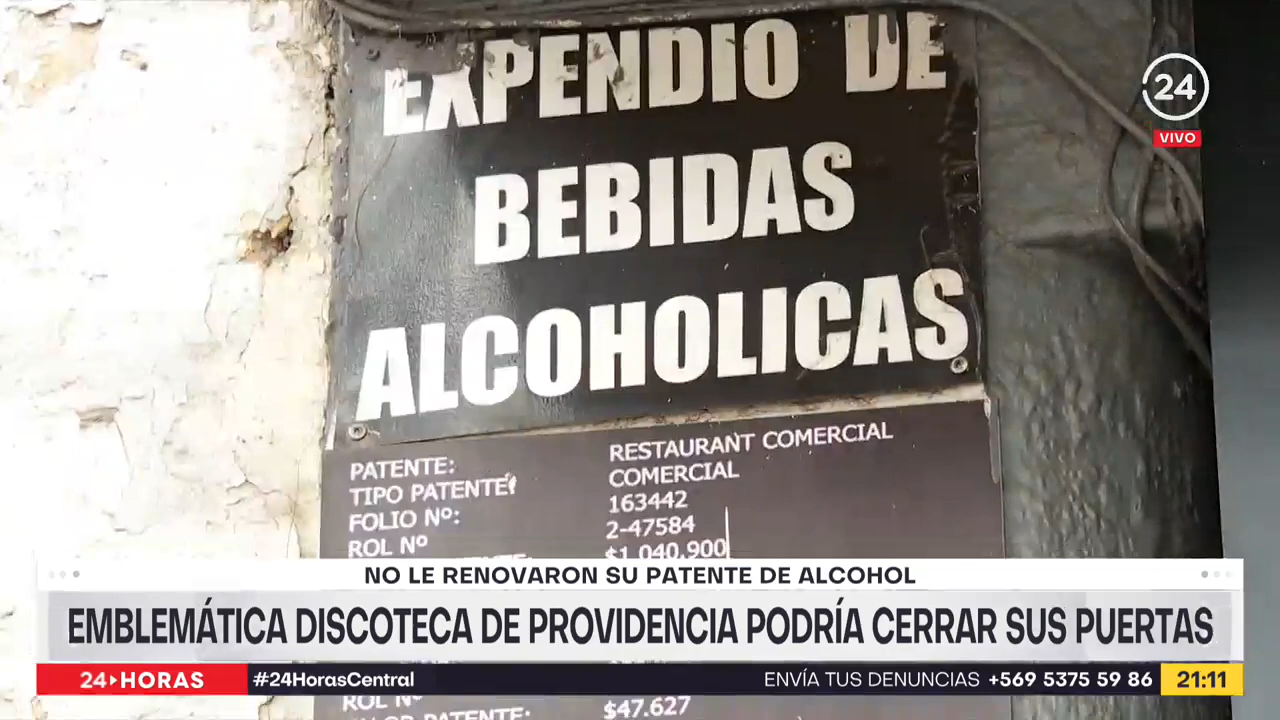 EXPENDIO DE
BEBIDAS
ALCOHOLICAS
24
VIVO
PATENTE: RESTAURANT COMERCIAL
TIPO PATENTE: COMERCIAL
FOLIO Nº: 163442
ROL Nº 2-47584
$1.040.900
NO LE RENOVARON SU PATENTE DE ALCOHOL
EMBLEMÁTICA DISCOTECA DE PROVIDENCIA PODRÍA CERRAR SUS PUERTAS
24 HORAS #24HorasCentral ENVÍA TUS DENUNCIAS +569 5375 59 86 21:11
ROL Nº
VALOR PATENTE: $47.627